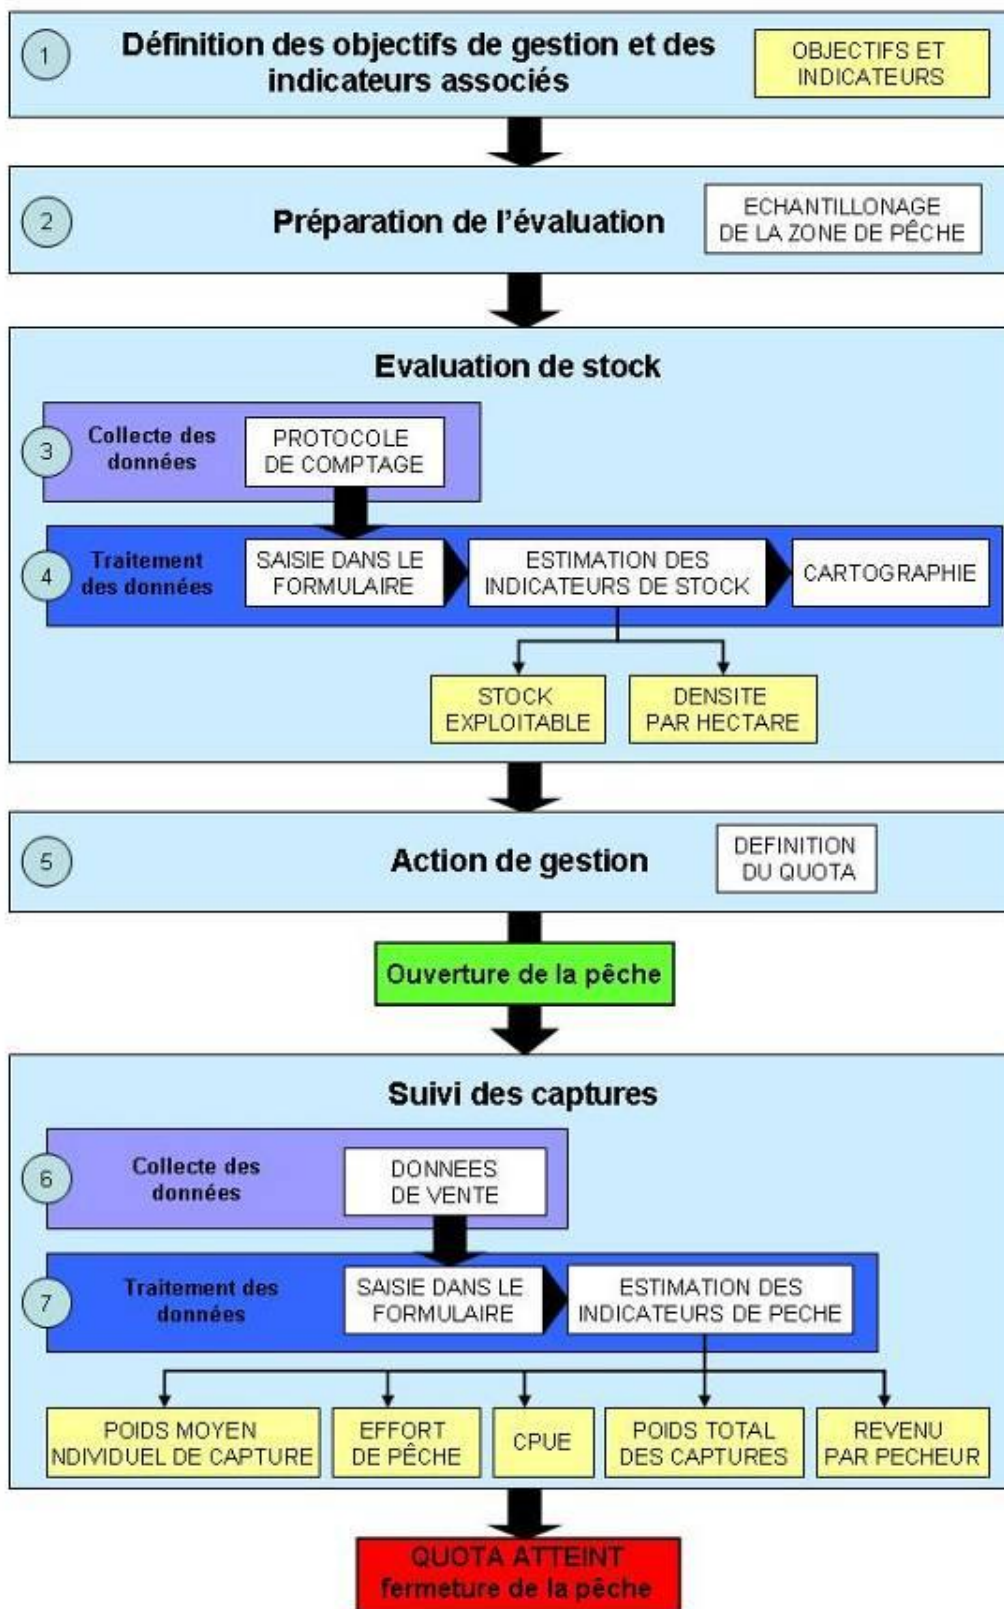 1
Définition des objectifs de gestion et des
indicateurs associés
OBJECTIFS ET
INDICATEURS
2
Préparation de l'évaluation
ECHANTILLONAGE
DE LA ZONE DE PÊCHE
Evaluation de stock
3
Collecte des
données
PROTOCOLE
DE COMPTAGE
4
Traitement
des données
SAISIE DANS LE
FORMULAIRE
ESTIMATION DES
INDICATEURS DE STOCK
CARTOGRAPHIE
STOCK
EXPLOITABLE
DENSITE
PAR HECTARE
5
Action de gestion
DEFINITION
DU QUOTA
Ouverture de la pêche
Suivi des captures
6
Collecte des
données
DONNEES
DE VENTE
7
Traitement des
données
SAISIE DANS LE
FORMULAIRE
ESTIMATION DES
INDICATEURS DE PECHE
POIDS MOYEN
NDIVIDUEL DE CAPTURE
EFFORT
DE PÊCHE
CPUE
POIDS TOTAL
DES CAPTURES
REVENU
PAR PECHEUR
QUOTA ATTEINT
fermeture de la pêche